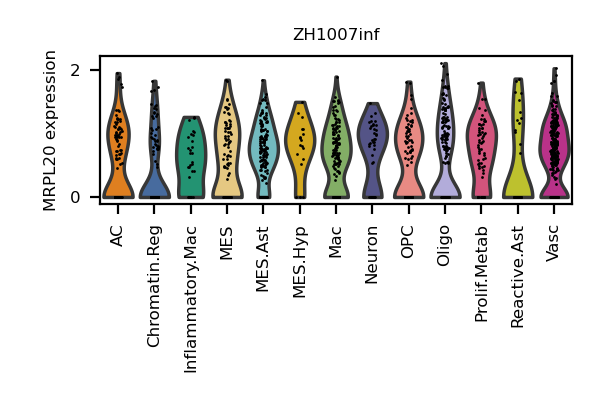 ZH1007inf
MRPL20 expression
2
0
AC
Chromatin.Reg
Inflammatory.Mac
MES
MES.Ast
MES.Hyp
Mac
Neuron
OPC
Oligo
Prolif.Metab
Reactive.Ast
Vasc